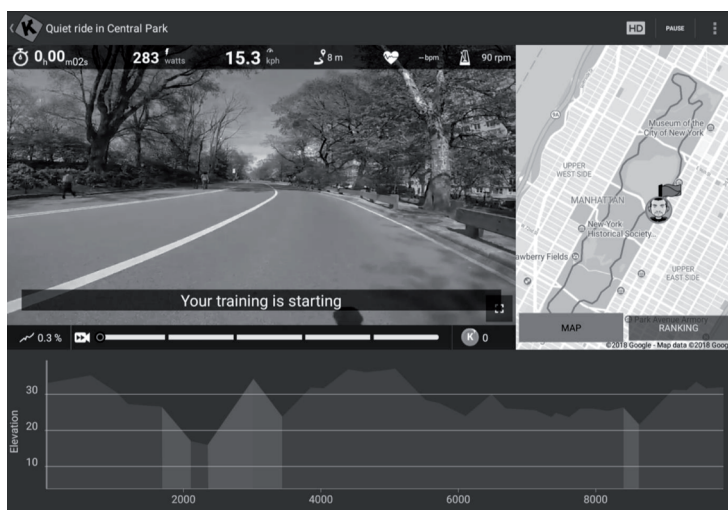 K
Quiet ride in Central Park
HD
PAUSE
0h00m02s
283 watts
15.3 kph
8 m
--bpm
90 rpm
Your training is starting
0.3 %
K 0
Museum of the
City of New York
UPPER
WEST SIDE
MANHATTAN
New-York
Historical Society...
awberry Fields
UPPER
EAST SIDE
Park Avenue Armory
MAP
RANKING
©2018 Google - Map data ©2018 Goog
Elevation
30
20
10
2000
4000
6000
8000